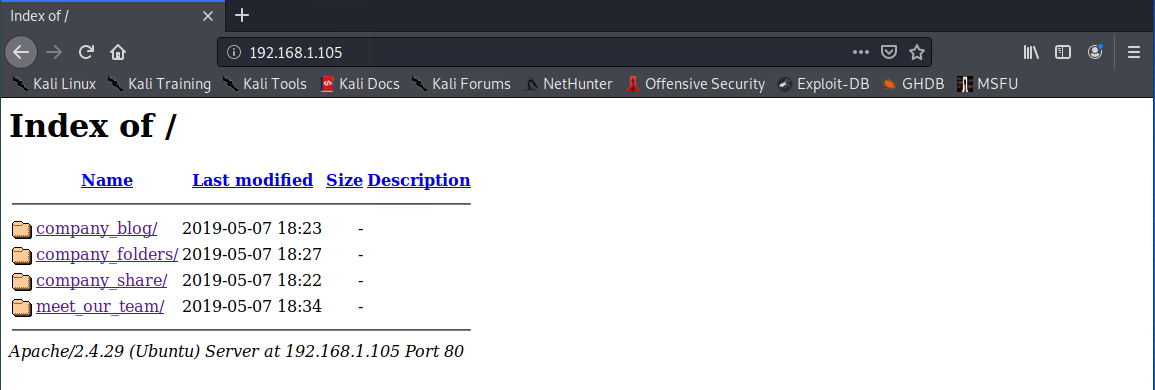 Index of /
192.168.1.105
Kali Linux Kali Training Kali Tools Kali Docs Kali Forums NetHunter Offensive Security Exploit-DB GHDB MSFU
Index of /
Name Last modified Size Description
company_blog/ 2019-05-07 18:23 -
company_folders/ 2019-05-07 18:27 -
company_share/ 2019-05-07 18:22 -
meet_our_team/ 2019-05-07 18:34 -
Apache/2.4.29 (Ubuntu) Server at 192.168.1.105 Port 80